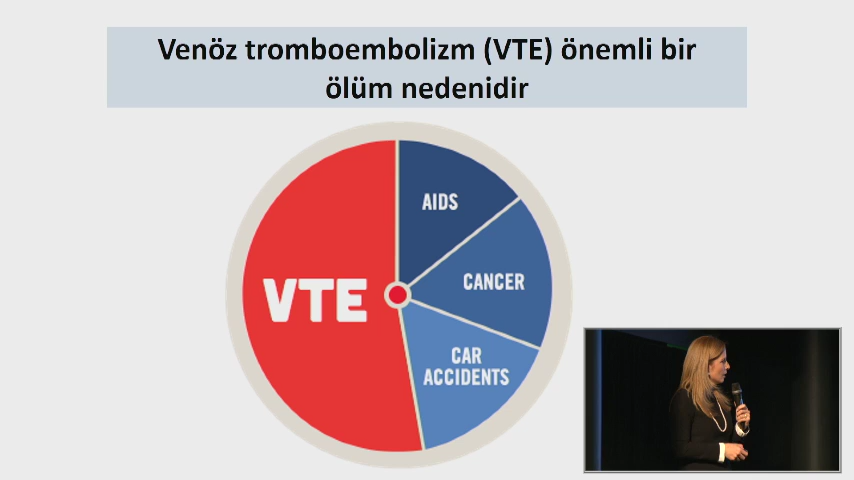 Venöz tromboembolizm (VTE) önemli bir
ölüm nedenidir
AIDS
CANCER
VTE
CAR
ACCIDENTS